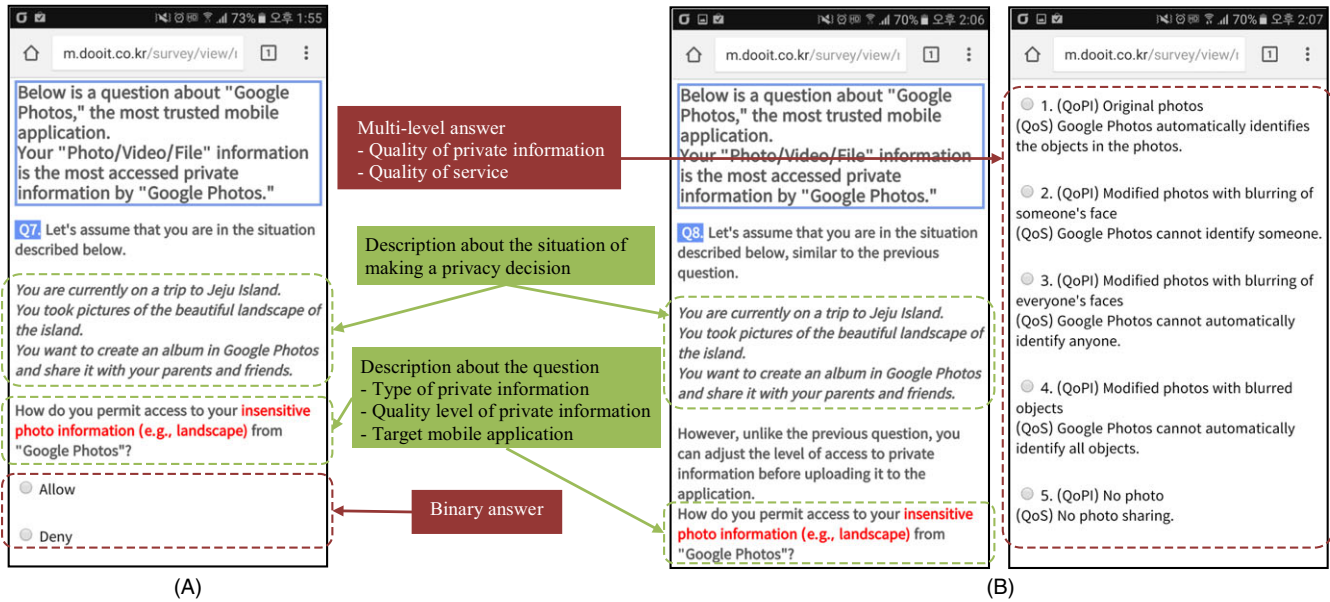 73% 오후 1:55
m.dooit.co.kr/survey/view/r
1
Below is a question about "Google
Photos," the most trusted mobile
application.
Your "Photo/Video/File" information
is the most accessed private
information by "Google Photos."
Q7. Let's assume that you are in the situation
described below.
You are currently on a trip to Jeju Island.
You took pictures of the beautiful landscape of
the island.
You want to create an album in Google Photos
and share it with your parents and friends.
How do you permit access to your insensitive
photo information (e.g., landscape) from
"Google Photos"?
Allow
Deny
(A)
Multi-level answer
- Quality of private information
- Quality of service
Description about the situation of
making a privacy decision
Description about the question
- Type of private information
- Quality level of private information
- Target mobile application
Binary answer
70% 오후 2:06
m.dooit.co.kr/survey/view/r
1
Below is a question about "Google
Photos," the most trusted mobile
application.
Your "Photo/Video/File" information
is the most accessed private
information by "Google Photos."
Q8. Let's assume that you are in the situation
described below, similar to the previous
question.
You are currently on a trip to Jeju Island.
You took pictures of the beautiful landscape of
the island.
You want to create an album in Google Photos
and share it with your parents and friends.
However, unlike the previous question, you
can adjust the level of access to private
information before uploading it to the
application.
How do you permit access to your insensitive
photo information (e.g., landscape) from
"Google Photos"?
70% 오후 2:07
m.dooit.co.kr/survey/view/r
1
1. (QoPI) Original photos
(QoS) Google Photos automatically identifies
the objects in the photos.
2. (QoPI) Modified photos with blurring of
someone's face
(QoS) Google Photos cannot identify someone.
3. (QoPI) Modified photos with blurring of
everyone's faces
(QoS) Google Photos cannot automatically
identify anyone.
4. (QoPI) Modified photos with blurred
objects
(QoS) Google Photos cannot automatically
identify all objects.
5. (QoPI) No photo
(QoS) No photo sharing.
(B)